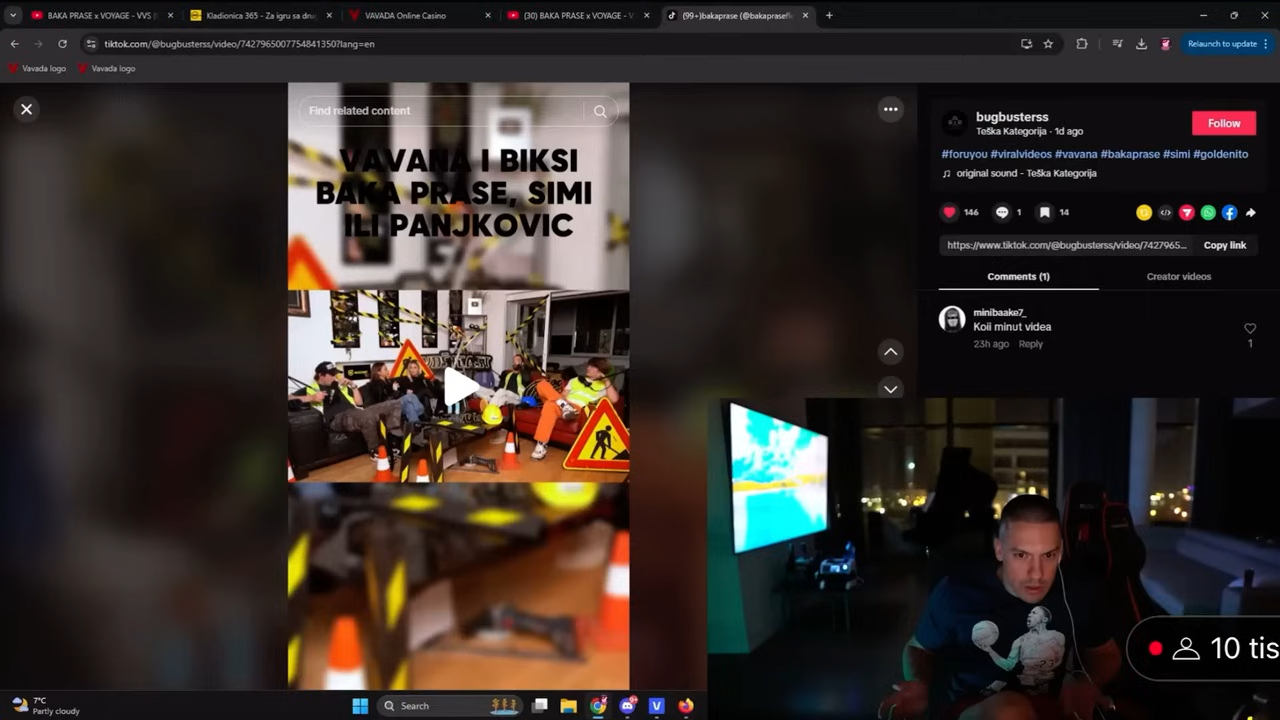 BAKA PRASE x VOYAGE - VVS
Kladionica 365 - Za igru sa dru
VAVADA Online Casino
(30) BAKA PRASE x VOYAGE - V
(99+)bakaprase (@bakaprasefl
tiktok.com/@bugbusterss/video/7427965007754841350?lang=en
Relaunch to update
Vavada logo
Vavada logo
Find related content
VAVANA I BIKSI
BAKA PRASE, SIMI
ILI PANJKOVIC
bugbusterss
Teška Kategorija · 1d ago
Follow
#foruyou #viralvideos #vavana #bakaprase #simi #goldenito
original sound - Teška Kategorija
146
1
14
https://www.tiktok.com/@bugbusterss/video/7427965...
Copy link
Comments (1)
Creator videos
minibaake7_
Koii minut videa
23h ago
Reply
1
10 tis
7°C
Partly cloudy
Search